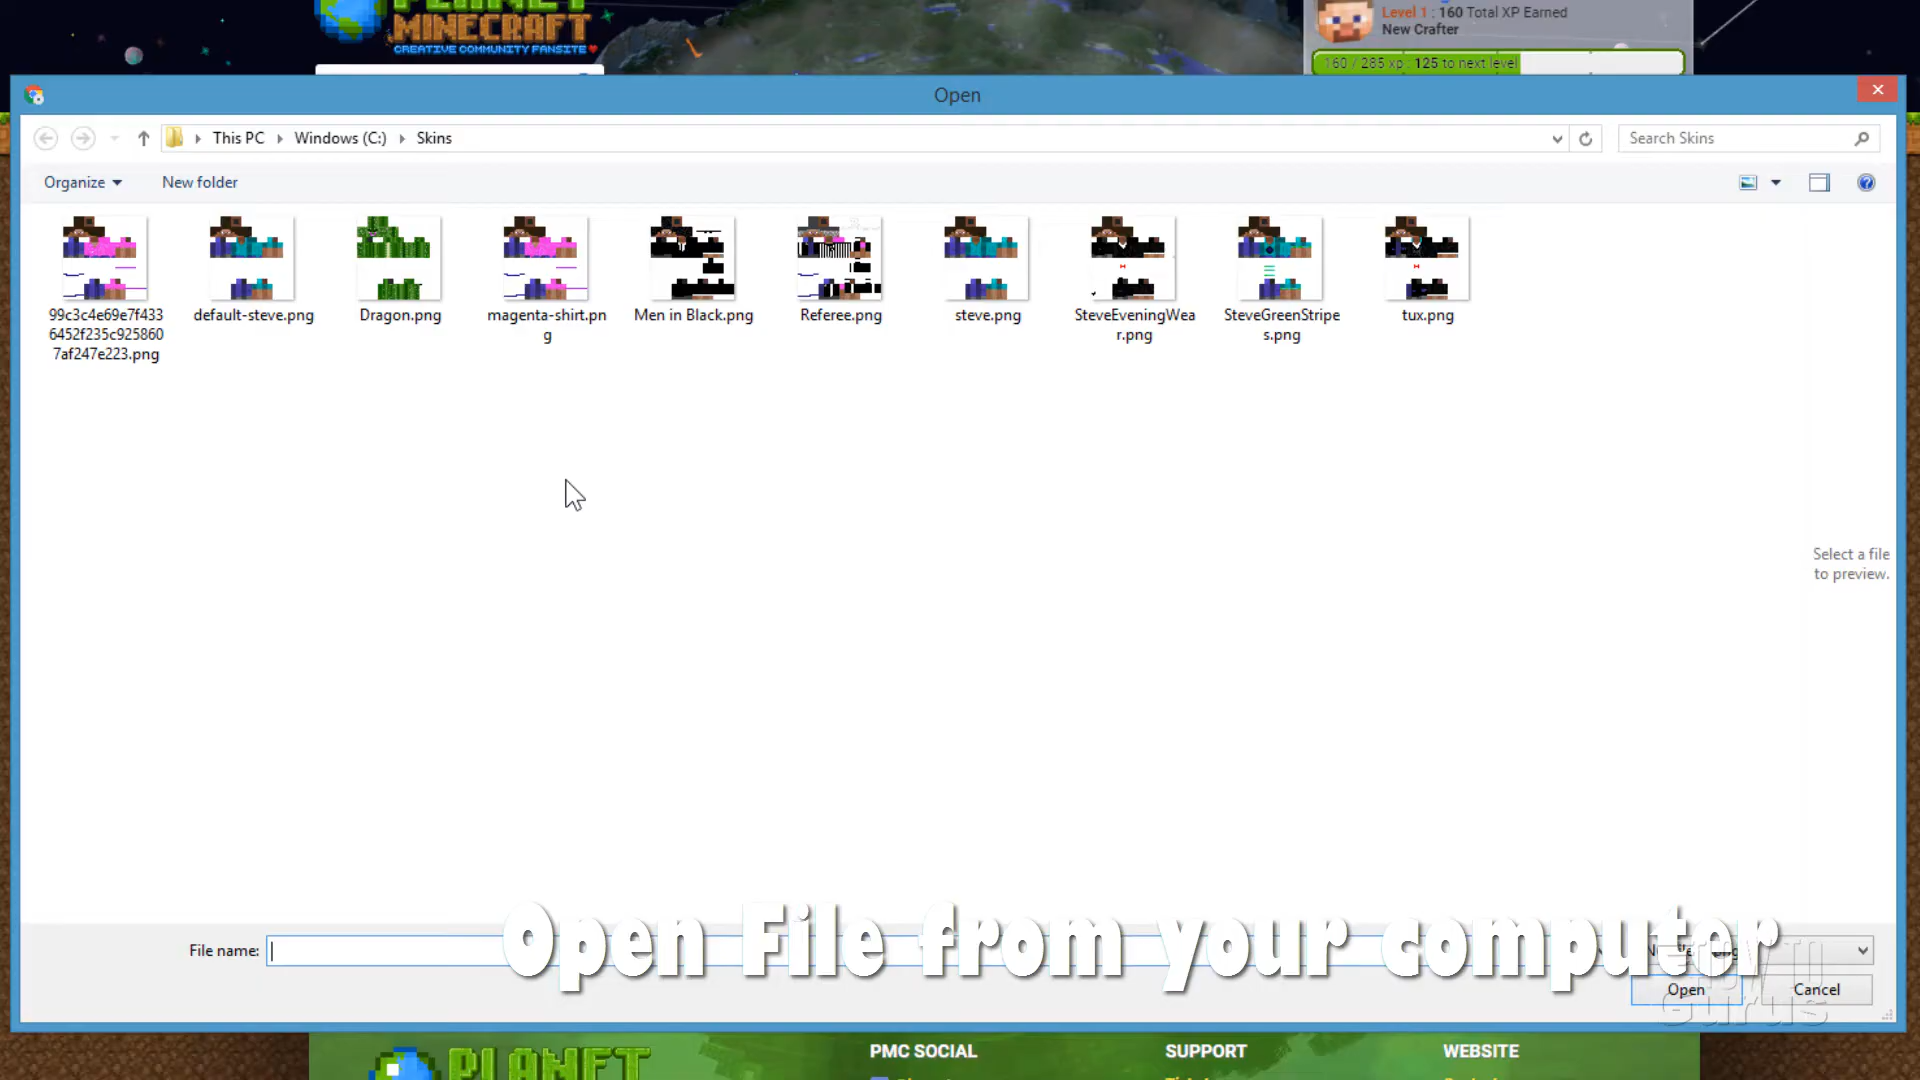 PLANET
MINECRAFT
CREATIVE COMMUNITY FANSITE
Level 1 : 160 Total XP Earned
New Crafter
160 / 285 xp : 125 to next level
Open
This PC
Windows (C:)
Skins
Search Skins
Organize
New folder
99c3c4e69e7f433
6452f235c925860
7af247e223.png
default-steve.png
Dragon.png
magenta-shirt.pn
g
Men in Black.png
Referee.png
steve.png
SteveEveningWea
r.png
SteveGreenStripe
s.png
tux.png
Select a file
to preview.
File name:
Open File from your computer
Open
Cancel
Gurus
PLANET
PMC SOCIAL
SUPPORT
WEBSITE